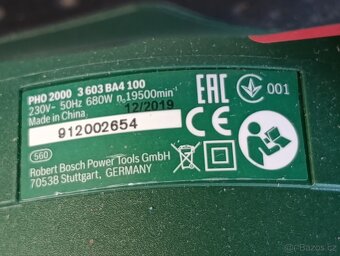 PHO 2000 3 603 BA4 100
230V~ 50Hz 680W n₀19500min⁻¹
Made in China, 12/2019
912002654
560
Robert Bosch Power Tools GmbH
70538 Stuttgart, GERMANY
EAC
001
CE